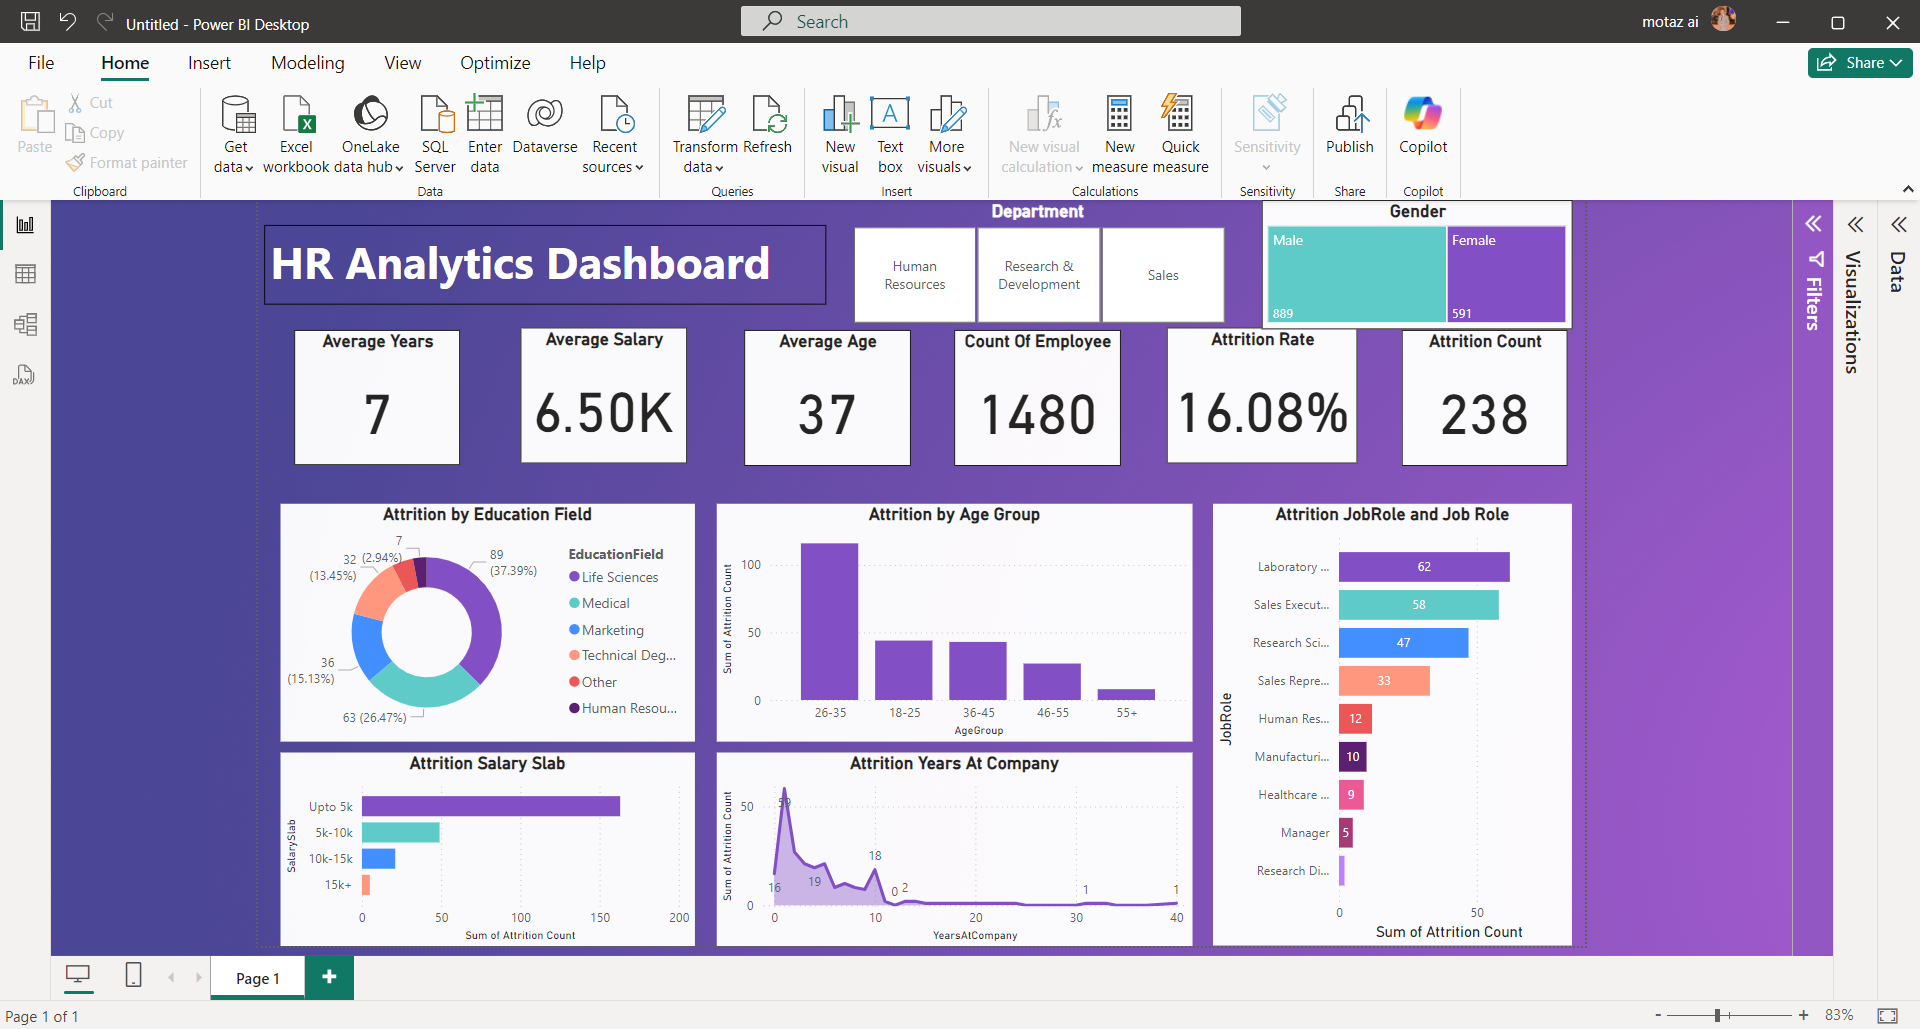 Untitled - Power BI Desktop
Search
motaz ai
File
Home
Insert
Modeling
View
Optimize
Help
Share
Paste
Cut
Copy
Format painter
Clipboard
Get data
Excel workbook
OneLake data hub
SQL Server
Enter data
Dataverse
Recent sources
Data
Transform data
Refresh
Queries
New visual
Text box
More visuals
Insert
New visual calculation
New measure
Quick measure
Calculations
Sensitivity
Sensitivity
Publish
Share
Copilot
Copilot
HR Analytics Dashboard
Department
Human Resources
Research & Development
Sales
Gender
Male
889
Female
591
Filters
Visualizations
Data
DAX
Average Years
7
Average Salary
6.50K
Average Age
37
Count Of Employee
1480
Attrition Rate
16.08%
Attrition Count
238
Attrition by Education Field
7
(2.94%)
32
(13.45%)
89
(37.39%)
36
(15.13%)
63 (26.47%)
EducationField
Life Sciences
Medical
Marketing
Technical Deg...
Other
Human Resou...
Attrition by Age Group
Sum of Attrition Count
100
50
0
26-35
18-25
36-45
46-55
55+
AgeGroup
Attrition JobRole and Job Role
JobRole
Laboratory ...
62
Sales Execut...
58
Research Sci...
47
Sales Repre...
33
Human Res...
12
Manufacturi...
10
Healthcare ...
9
Manager
5
Research Di...
0
50
Sum of Attrition Count
Attrition Salary Slab
SalarySlab
Upto 5k
5k-10k
10k-15k
15k+
0
50
100
150
200
Sum of Attrition Count
Attrition Years At Company
Sum of Attrition Count
50
0
59
16
19
18
0
2
1
1
0
10
20
30
40
YearsAtCompany
Page 1
+
Page 1 of 1
-
+
83%